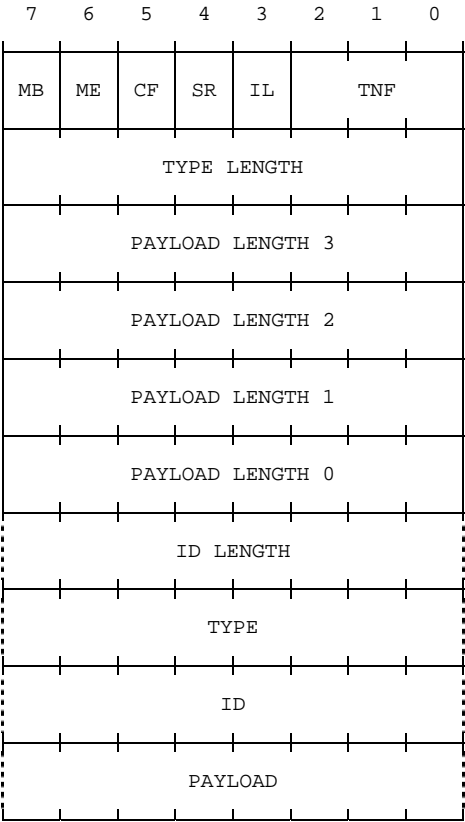 7 6 5 4 3 2 1 0
MB ME CF SR IL TNF
TYPE LENGTH
PAYLOAD LENGTH 3
PAYLOAD LENGTH 2
PAYLOAD LENGTH 1
PAYLOAD LENGTH 0
ID LENGTH
TYPE
ID
PAYLOAD